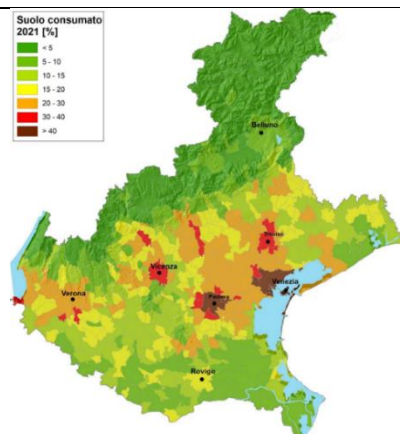 Suolo consumato
2021 [%]
< 5
5 - 10
10 - 15
15 - 20
20 - 30
30 - 40
> 40
Belluno
Treviso
Vicenza
Venezia
Verona
Padova
Rovigo